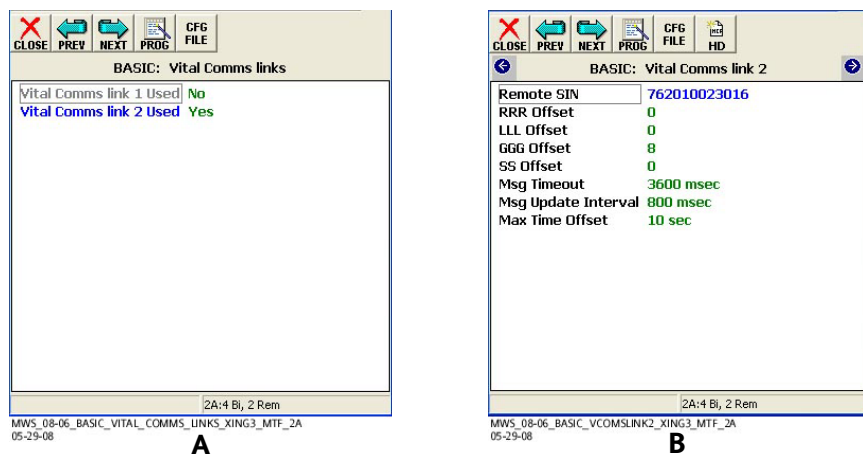 CLOSE PREV NEXT PROG CFG FILE
BASIC: Vital Comms links
Vital Comms link 1 Used No
Vital Comms link 2 Used Yes
2A:4 Bi, 2 Rem
MWS_08-06_BASIC_VITAL_COMMS_LINKS_XING3_MTF_2A
05-29-08
A
CLOSE PREV NEXT PROG CFG FILE HD
BASIC: Vital Comms link 2
Remote SIN 762010023016
RRR Offset 0
LLL Offset 0
GGG Offset 8
SS Offset 0
Msg Timeout 3600 msec
Msg Update Interval 800 msec
Max Time Offset 10 sec
2A:4 Bi, 2 Rem
MWS_08-06_BASIC_VCOMSLINK2_XING3_MTF_2A
05-29-08
B